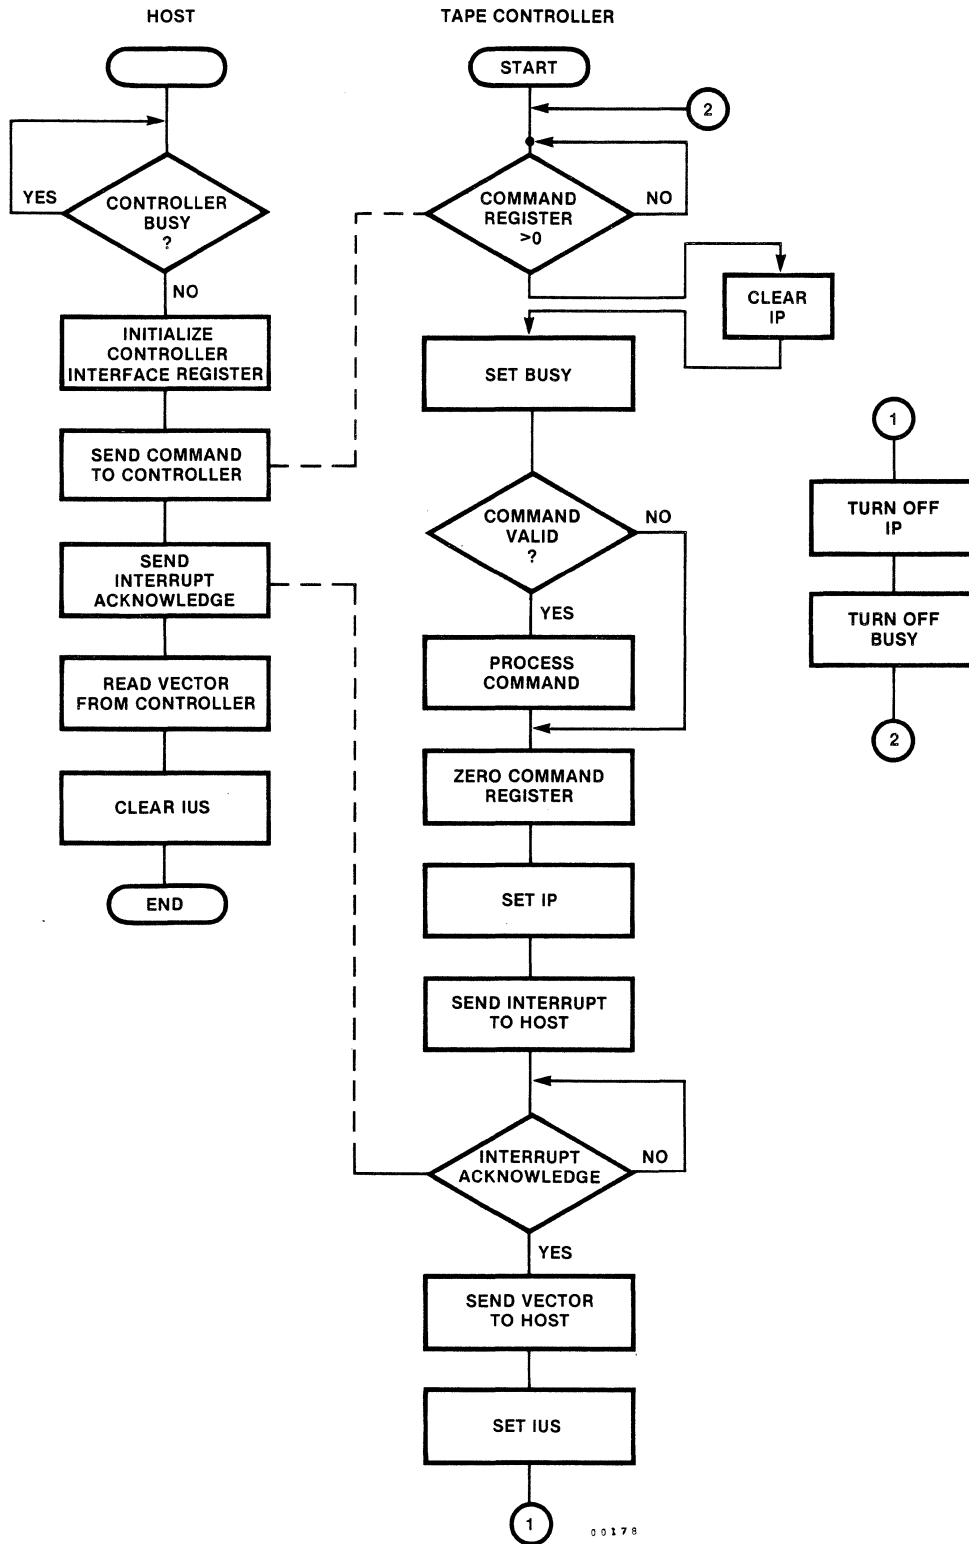 HOST
CONTROLLER
BUSY
?
YES
NO
INITIALIZE
CONTROLLER
INTERFACE REGISTER
SEND COMMAND
TO CONTROLLER
SEND
INTERRUPT
ACKNOWLEDGE
READ VECTOR
FROM CONTROLLER
CLEAR IUS
END
TAPE CONTROLLER
START
2
COMMAND
REGISTER
>0
NO
CLEAR
IP
SET BUSY
COMMAND
VALID
?
NO
YES
PROCESS
COMMAND
ZERO COMMAND
REGISTER
SET IP
SEND INTERRUPT
TO HOST
INTERRUPT
ACKNOWLEDGE
NO
YES
SEND VECTOR
TO HOST
SET IUS
1
00178
1
TURN OFF
IP
TURN OFF
BUSY
2